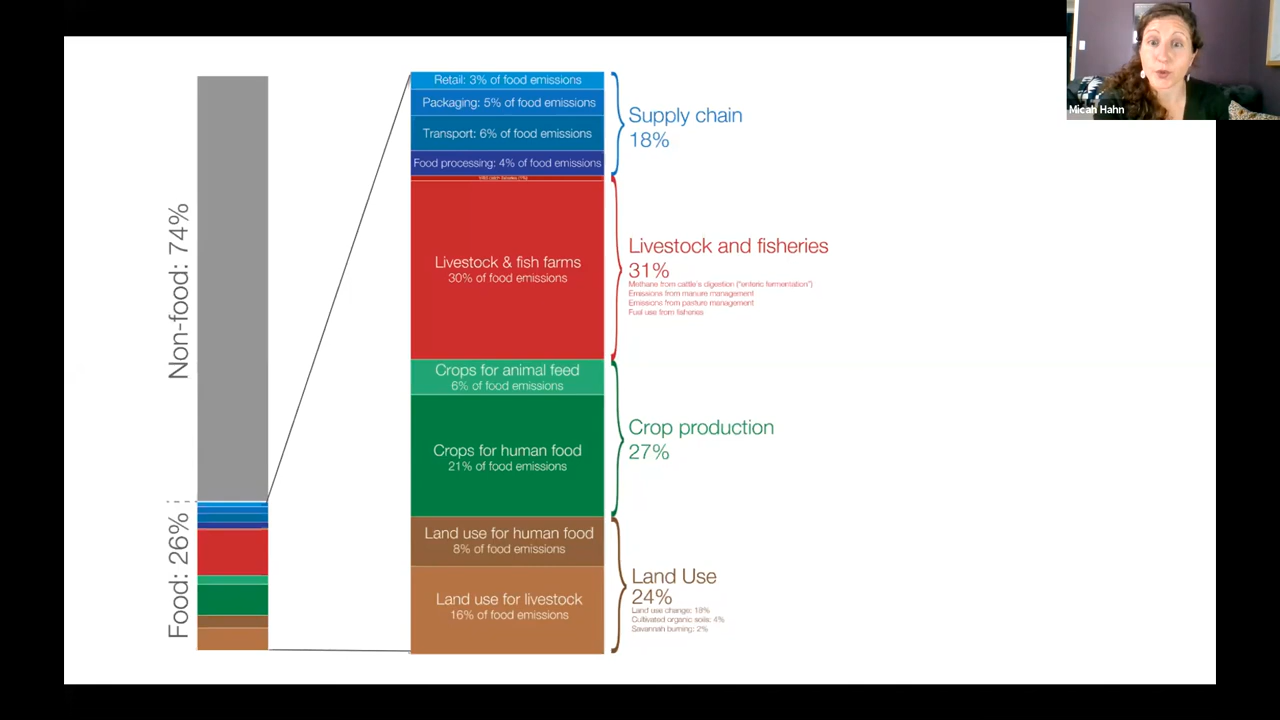 Micah Hahn
Non-food: 74%
Food: 26%
Retail: 3% of food emissions
Packaging: 5% of food emissions
Transport: 6% of food emissions
Food processing: 4% of food emissions
Wild catch fisheries (1%)
Livestock & fish farms
30% of food emissions
Crops for animal feed
6% of food emissions
Crops for human food
21% of food emissions
Land use for human food
8% of food emissions
Land use for livestock
16% of food emissions
Supply chain
18%
Livestock and fisheries
31%
Methane from cattle's digestion ("enteric fermentation")
Emissions from manure management
Emissions from pasture management
Fuel use from fisheries
Crop production
27%
Land Use
24%
Land use change: 18%
Cultivated organic soils: 4%
Savannah burning: 2%